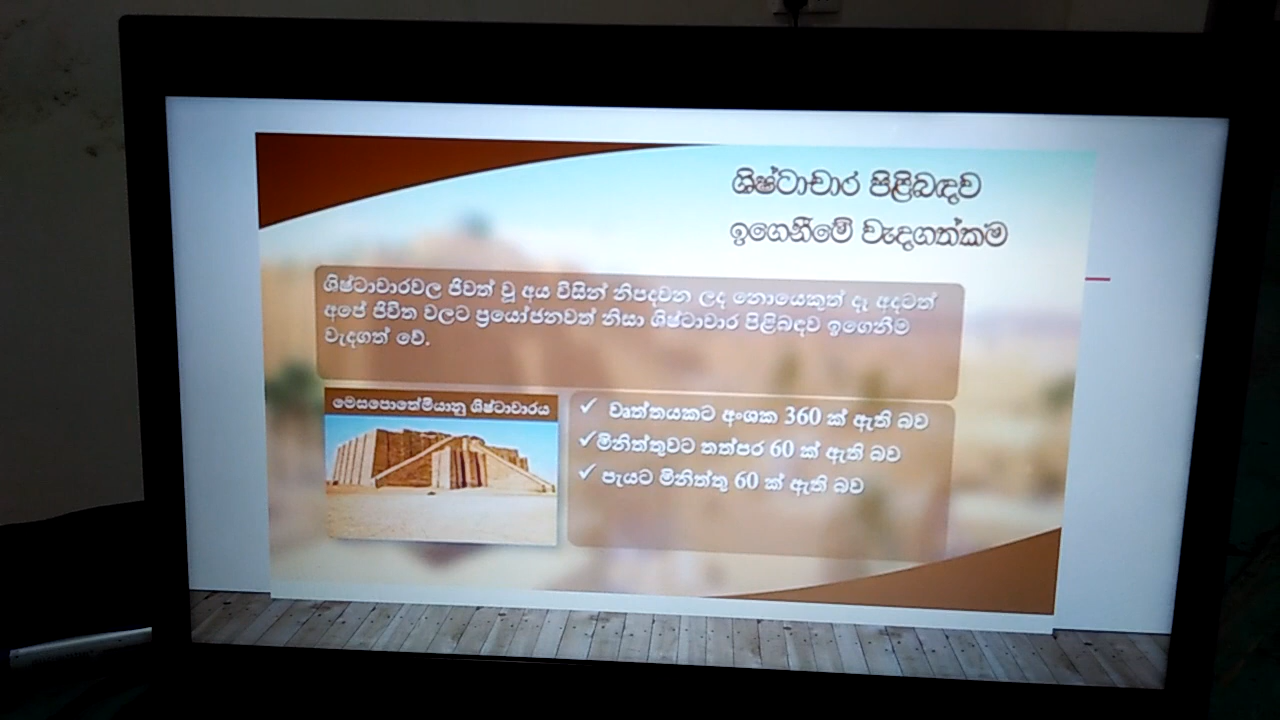 ශිෂ්ටාචාර පිළිබඳව
ඉගෙනීමේ වැදගත්කම
ශිෂ්ටාචාරවල ජීවත් වූ අය විසින් නිපදවන ලද නොයෙකුත් දෑ අදටත්
අපේ ජීවිත වලට ප්‍රයෝජනවත් නිසා ශිෂ්ටාචාර පිළිබඳව ඉගෙනීම
වැදගත් වේ.
මෙසපොතේමියානු ශිෂ්ටාචාරය
✓ වෘත්තයකට අංශක 360 ක් ඇති බව
✓ මිනිත්තුවට තත්පර 60 ක් ඇති බව
✓ පැයට මිනිත්තු 60 ක් ඇති බව